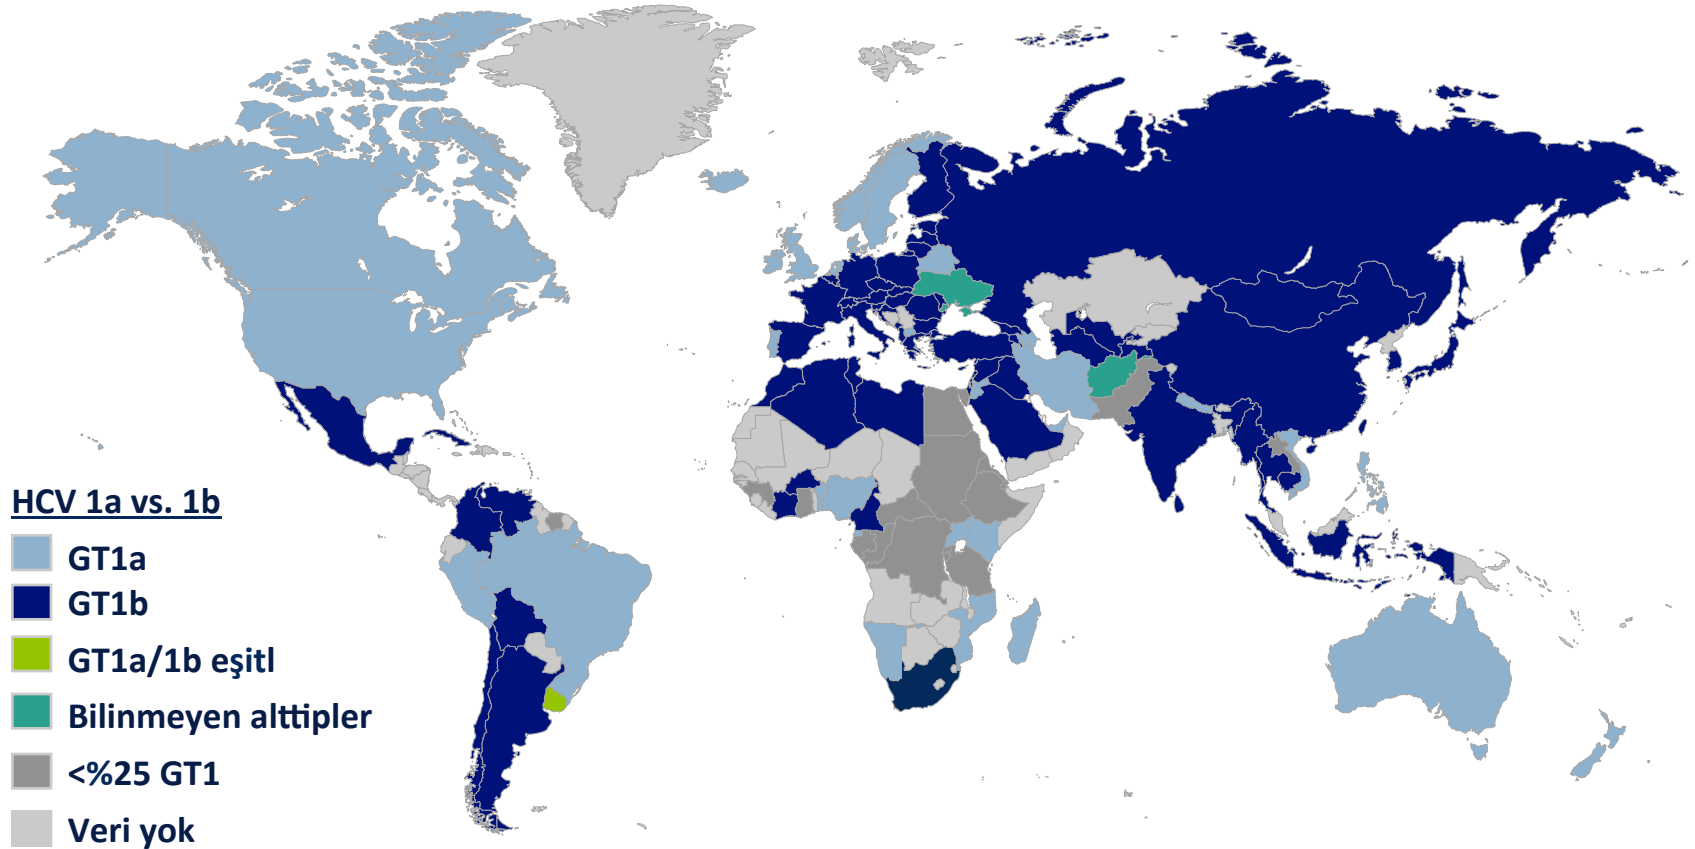 HCV 1a vs. 1b
GT1a
GT1b
GT1a/1b eşitl
Bilinmeyen alttipler
<%25 GT1
Veri yok